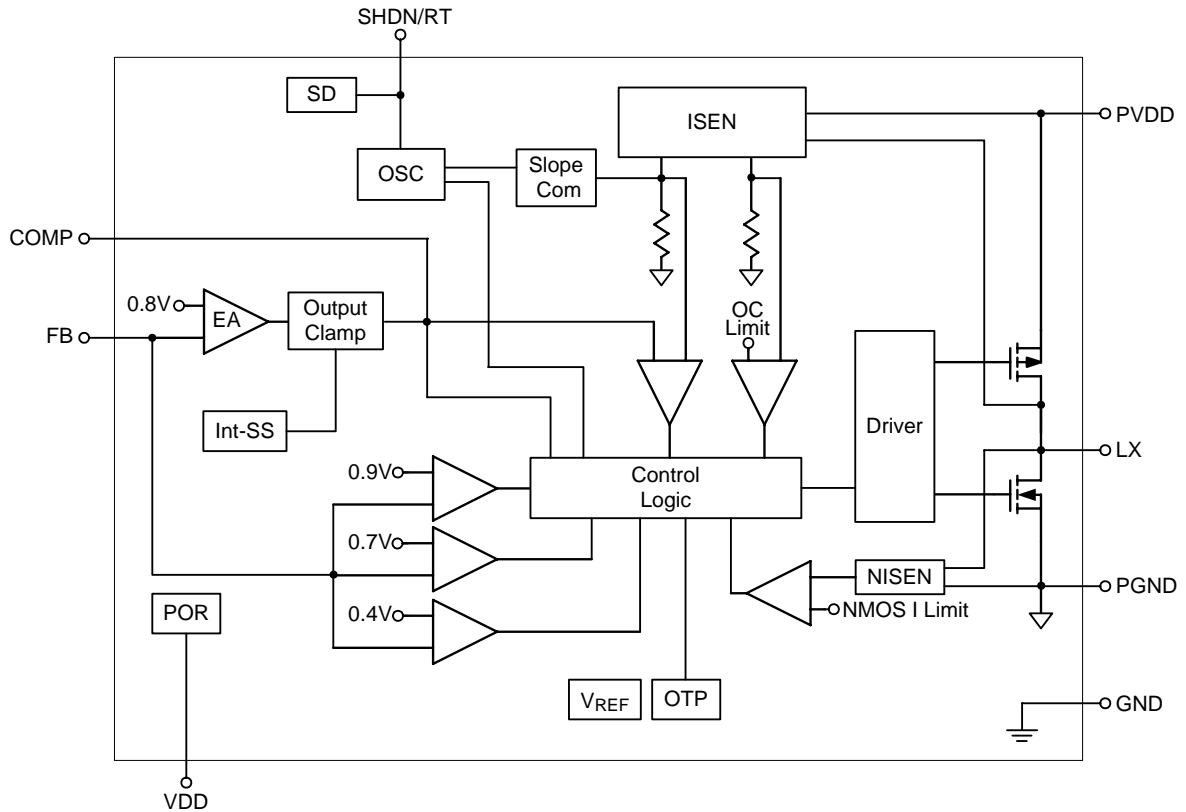 SHDN/RT
SD
ISEN
PVDD
OSC
Slope
Com
COMP
0.8V
EA
Output
Clamp
OC
Limit
FB
Int-SS
Driver
LX
0.9V
Control
Logic
0.7V
NISEN
PGND
POR
0.4V
NMOS I Limit
VREF
OTP
GND
VDD